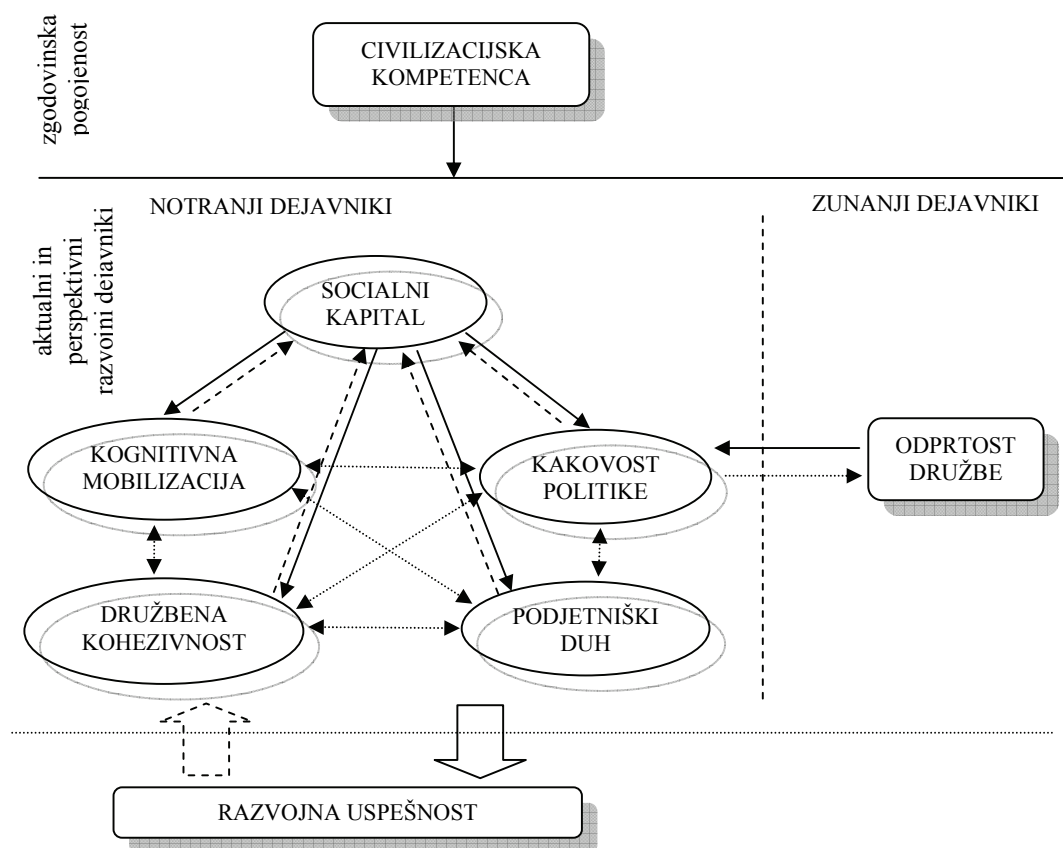 zgodovinska
pogojenost
CIVILIZACIJSKA
KOMPETENCA
NOTRANJI DEJAVNIKI
ZUNANJI DEJAVNIKI
aktualni in
perspektivni
razvojni dejavniki
SOCIALNI
KAPITAL
KOGNITIVNA
MOBILIZACIJA
KAKOVOST
POLITIKE
ODPRTOST
DRUŽBE
DRUŽBENA
KOHEZIVNOST
PODJETNIŠKI
DUH
RAZVOJNA USPEŠNOST